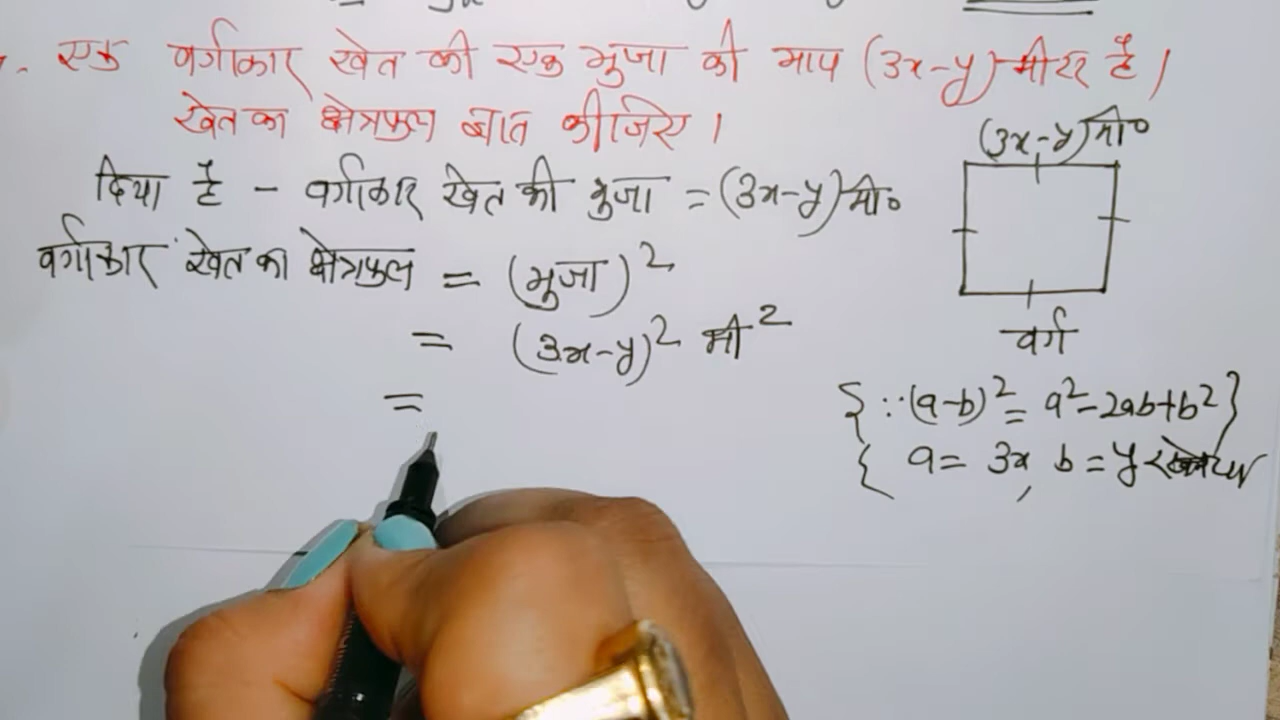 एक वर्गाकार खेत की एक भुजा की माप (3x-y) मीटर है।
खेत का क्षेत्रफल ज्ञात कीजिए।
(3x-y)मी०
दिया है - वर्गाकार खेत की भुजा = (3x-y)मी०
वर्गाकार खेत का क्षेत्रफल = (भुजा)²
= (3x-y)² मी²
वर्ग
=
{∵(a-b)² = a²-2ab+b²}
{ a = 3x, b = y